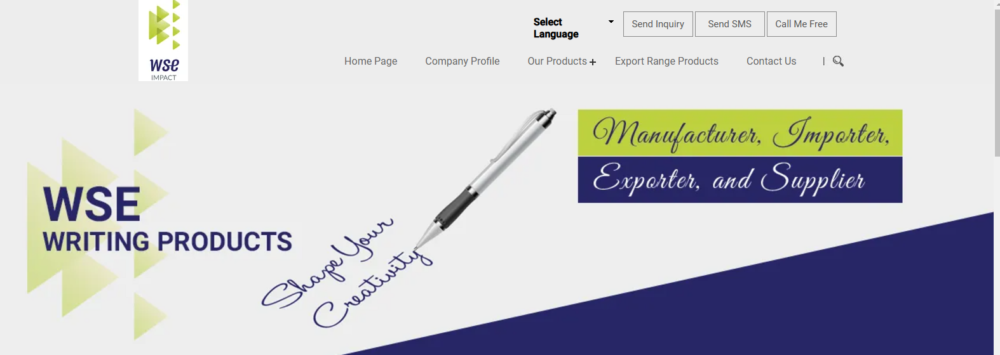 WSE
IMPACT
Select
Language
Send Inquiry
Send SMS
Call Me Free
Home Page
Company Profile
Our Products +
Export Range Products
Contact Us
|
WSE
WRITING PRODUCTS
Shape Your
Creativity
Manufacturer, Importer,
Exporter, and Supplier